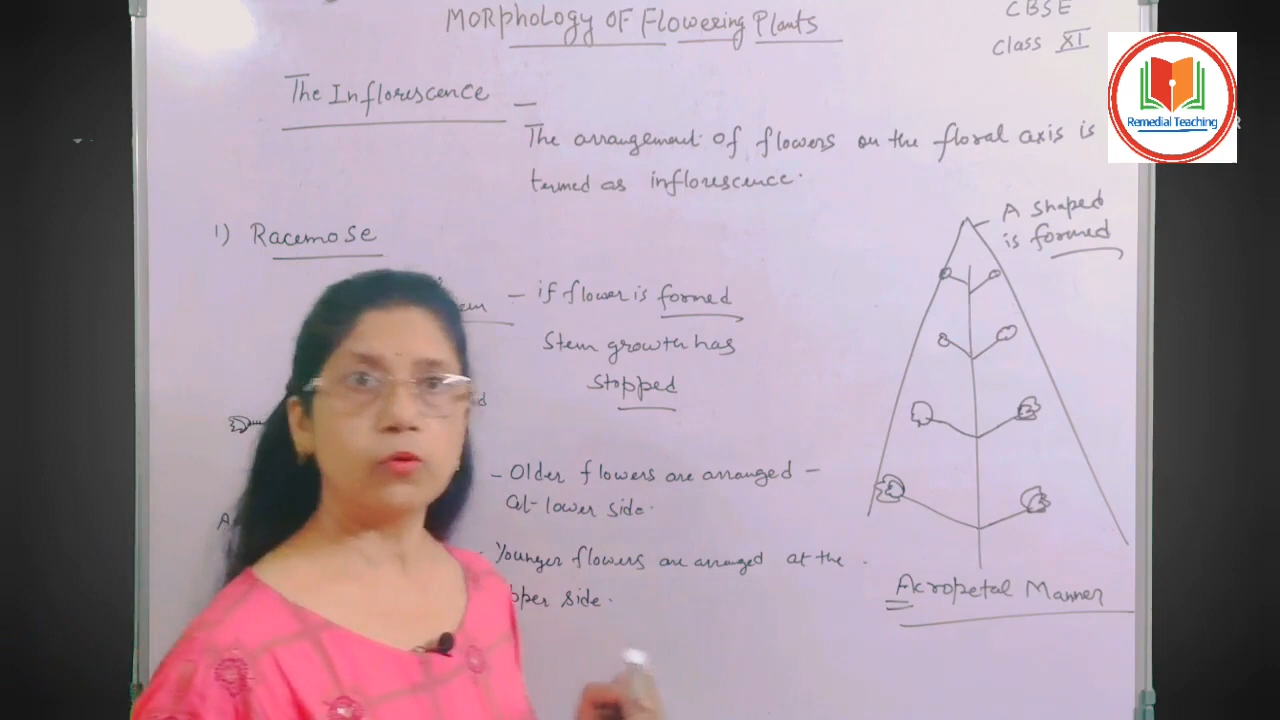 MORPHOLOGY OF Flowering Plants
CBSE
Class XI
Remedial Teaching
The Inflorescence –
The arrangement of flowers on the floral axis is
termed as inflorescence.
A shaped
is formed
1) Racemose
– if flower is formed
Stem growth has
Stopped
– Older flowers are arranged –
at lower side.
- Younger flowers are arranged at the
pper side.
Acropetal Manner